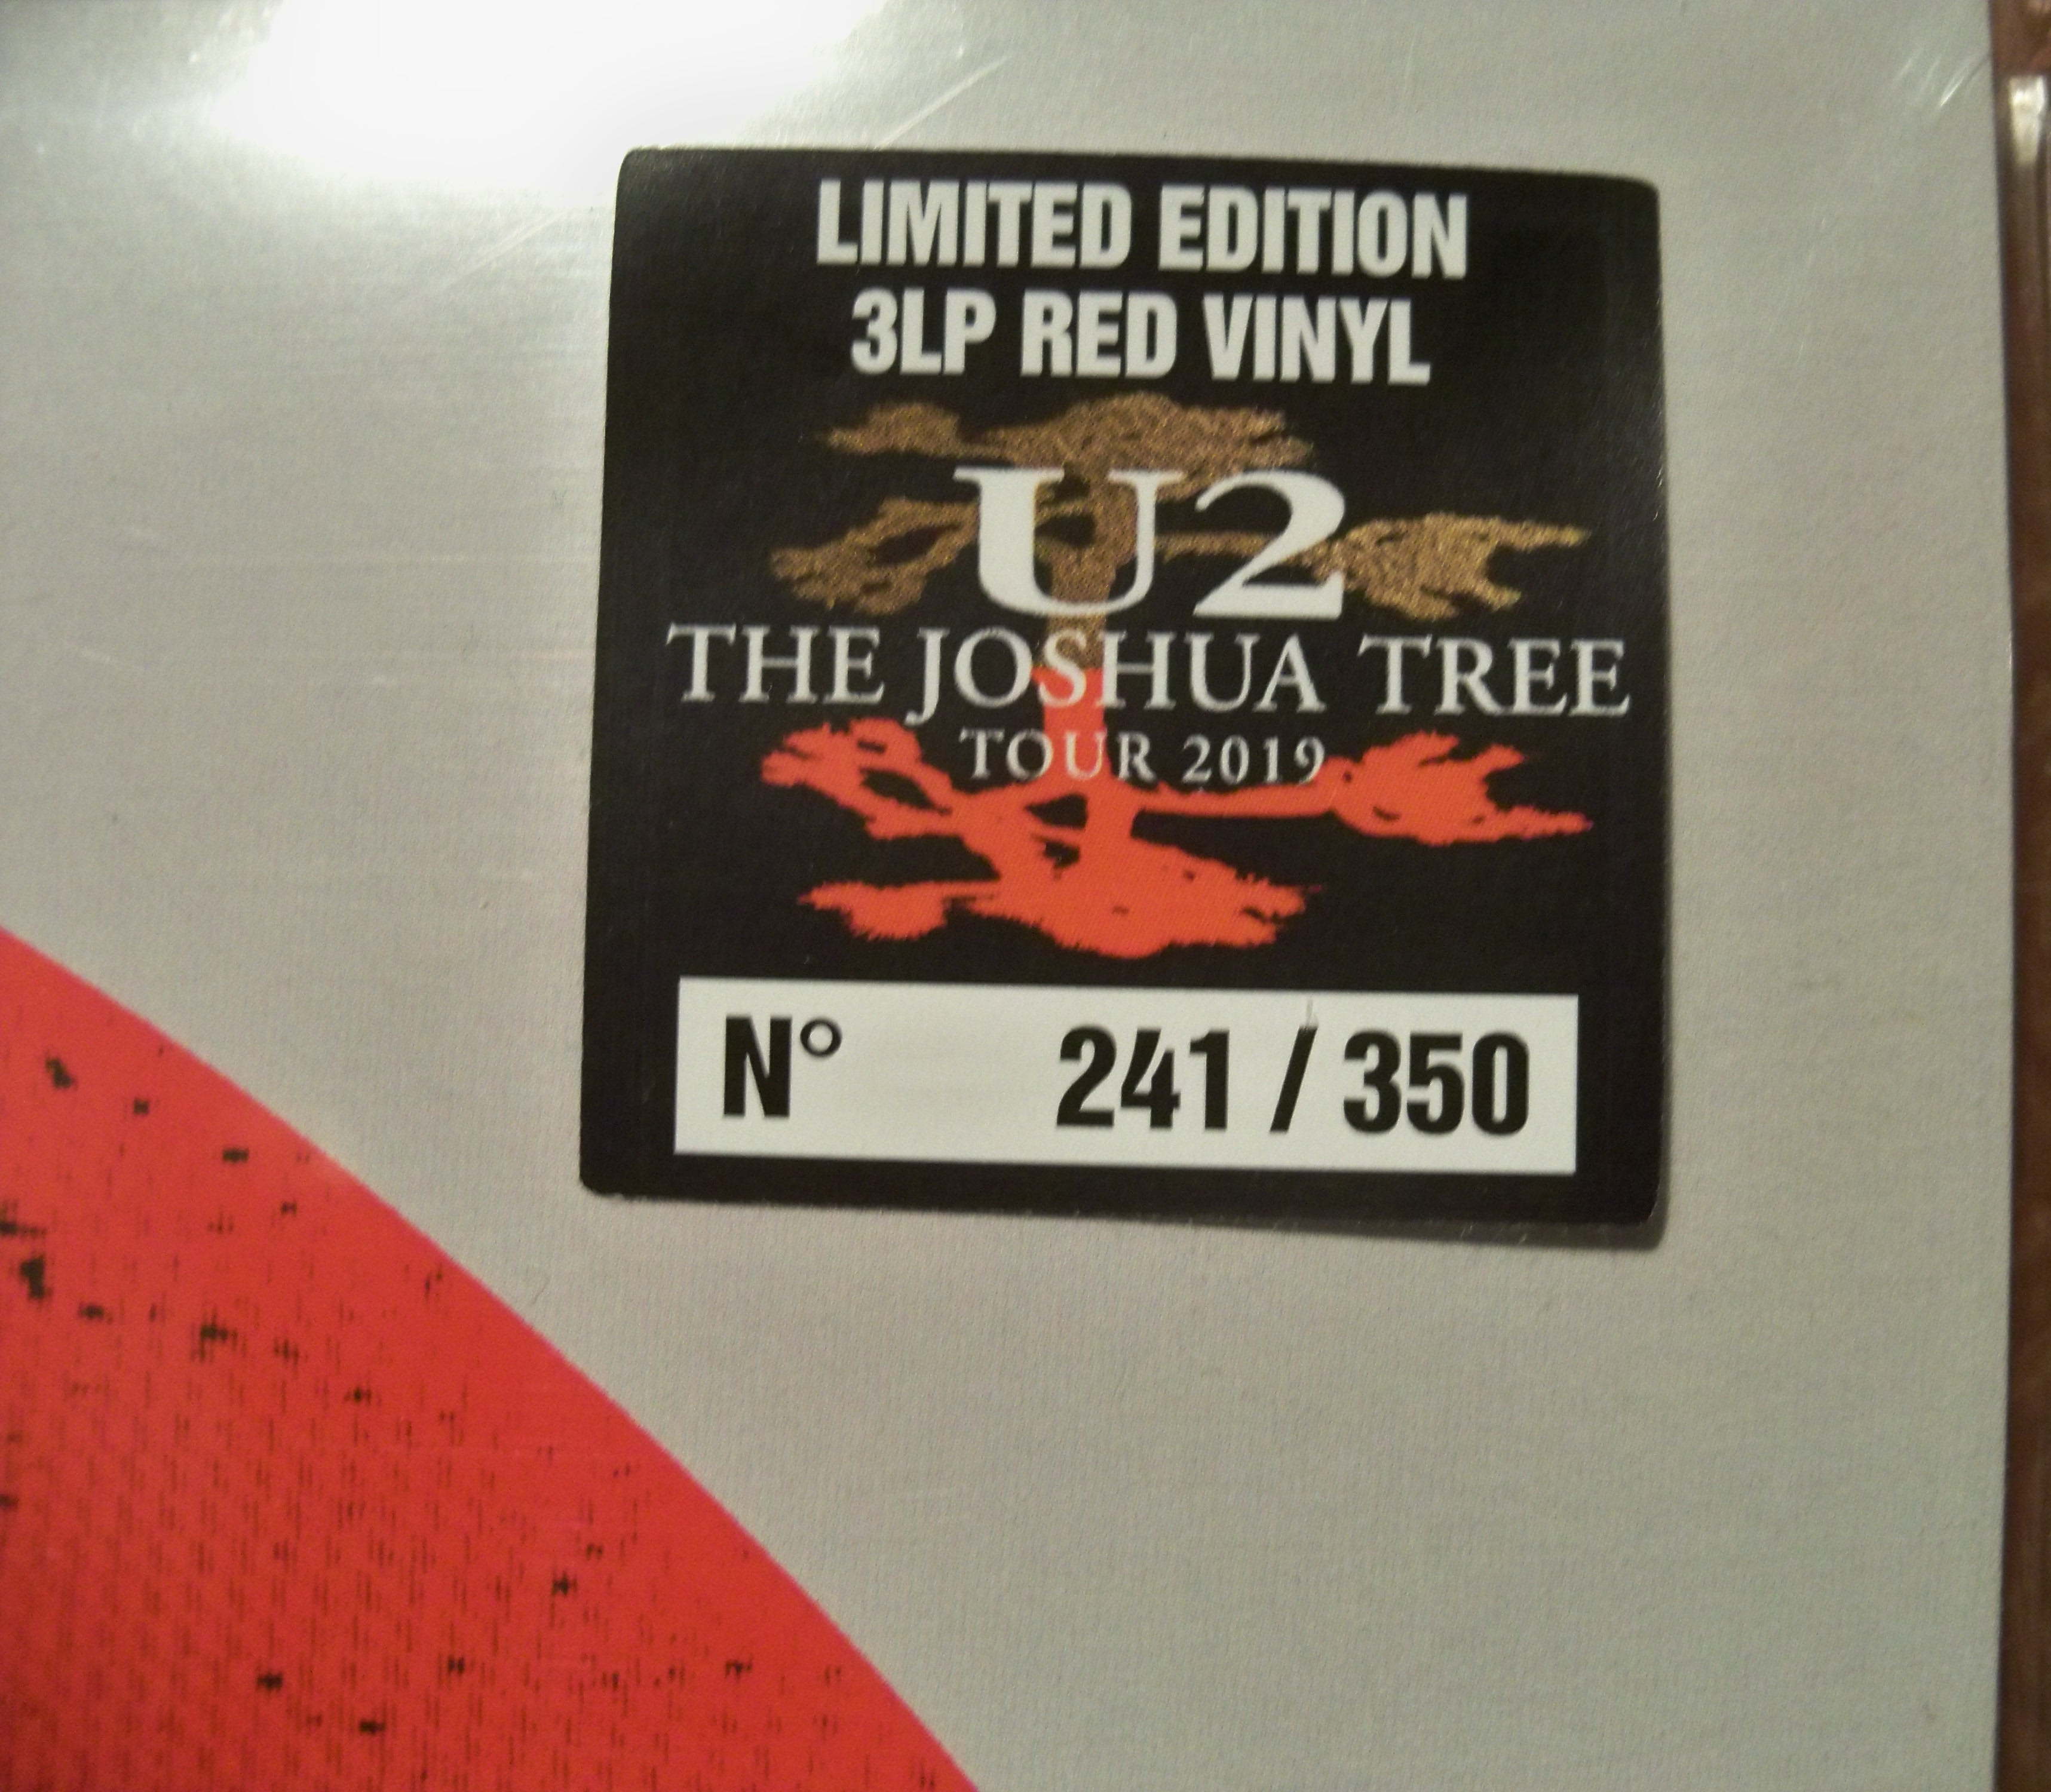 LIMITED EDITION
3LP RED VINYL
U2
THE JOSHUA TREE
TOUR 2019
N° 241 / 350